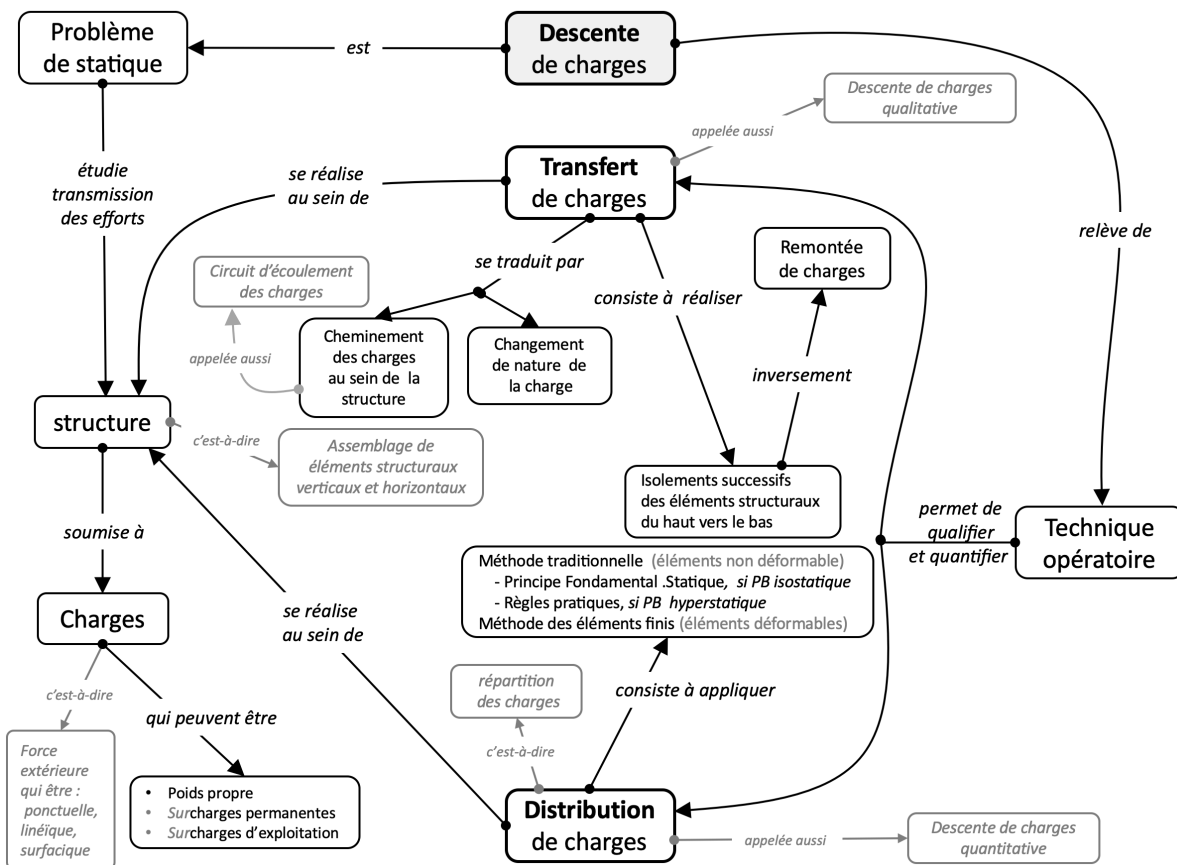 Problème
de statique
est
Descente
de charges
Descente de charges
qualitative
appelée aussi
étudie
transmission
des efforts
se réalise
au sein de
Transfert
de charges
relève de
Remontée
de charges
se traduit par
consiste à réaliser
Circuit d'écoulement
des charges
appelée aussi
Cheminement
des charges
au sein de la
structure
Changement
de nature de
la charge
inversement
structure
c'est-à-dire
Assemblage de
éléments structuraux
verticaux et horizontaux
Isolements successifs
des éléments structuraux
du haut vers le bas
permet de
qualifier
et quantifier
Technique
opératoire
soumise à
Méthode traditionnelle (éléments non déformable)
- Principe Fondamental .Statique, si PB isostatique
- Règles pratiques, si PB hyperstatique
Méthode des éléments finis (éléments déformables)
Charges
se réalise
au sein de
répartition
des charges
consiste à appliquer
c'est-à-dire
qui peuvent être
c'est-à-dire
Force
extérieure
qui être :
ponctuelle,
linéïque,
surfacique
• Poids propre
• Surcharges permanentes
• Surcharges d'exploitation
Distribution
de charges
appelée aussi
Descente de charges
quantitative